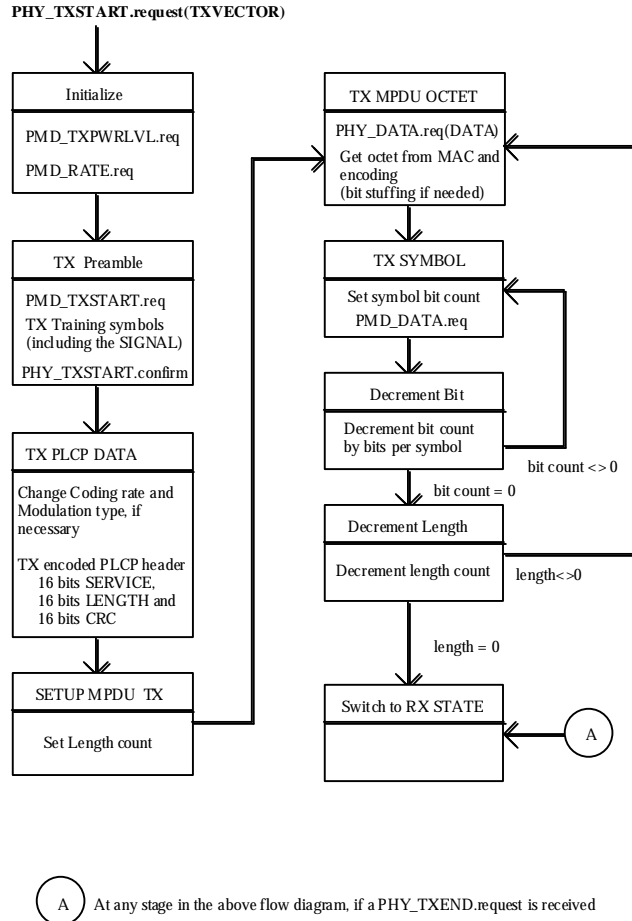 PHY_TXSTART.request(TXVECTOR)
Initialize
PMD_TXPWRLVL.req
PMD_RATE.req
TX Preamble
PMD_TXSTART.req
TX Training symbols
(including the SIGNAL)
PHY_TXSTART.confirm
TX PLCP DATA
Change Coding rate and
Modulation type, if
necessary
TX encoded PLCP header
16 bits SERVICE,
16 bits LENGTH and
16 bits CRC
SETUP MPDU TX
Set Length count
TX MPDU OCTET
PHY_DATA.req(DATA)
Get octet from MAC and
encoding
(bit stuffing if needed)
TX SYMBOL
Set symbol bit count
PMD_DATA.req
Decrement Bit
Decrement bit count
by bits per symbol
bit count <> 0
bit count = 0
Decrement Length
Decrement length count
length<>0
length = 0
Switch to RX STATE
A
A At any stage in the above flow diagram, if a PHY_TXEND.request is received